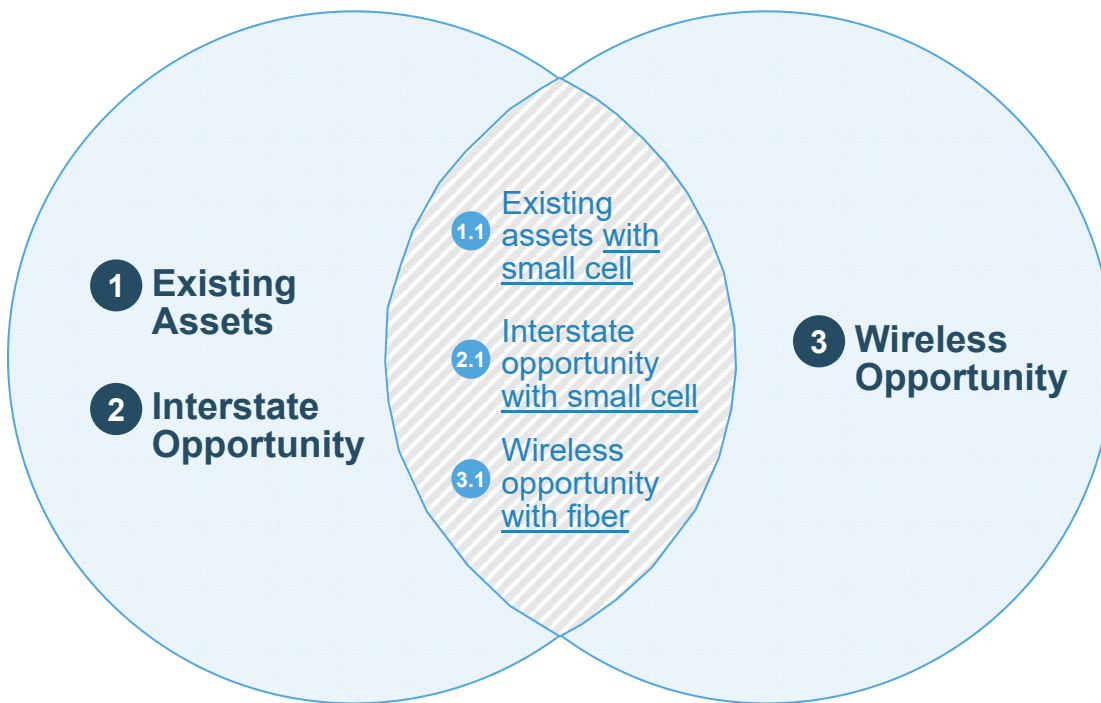 1 Existing
Assets
2 Interstate
Opportunity
1.1 Existing
assets with
small cell
2.1 Interstate
opportunity
with small cell
3.1 Wireless
opportunity
with fiber
3 Wireless
Opportunity